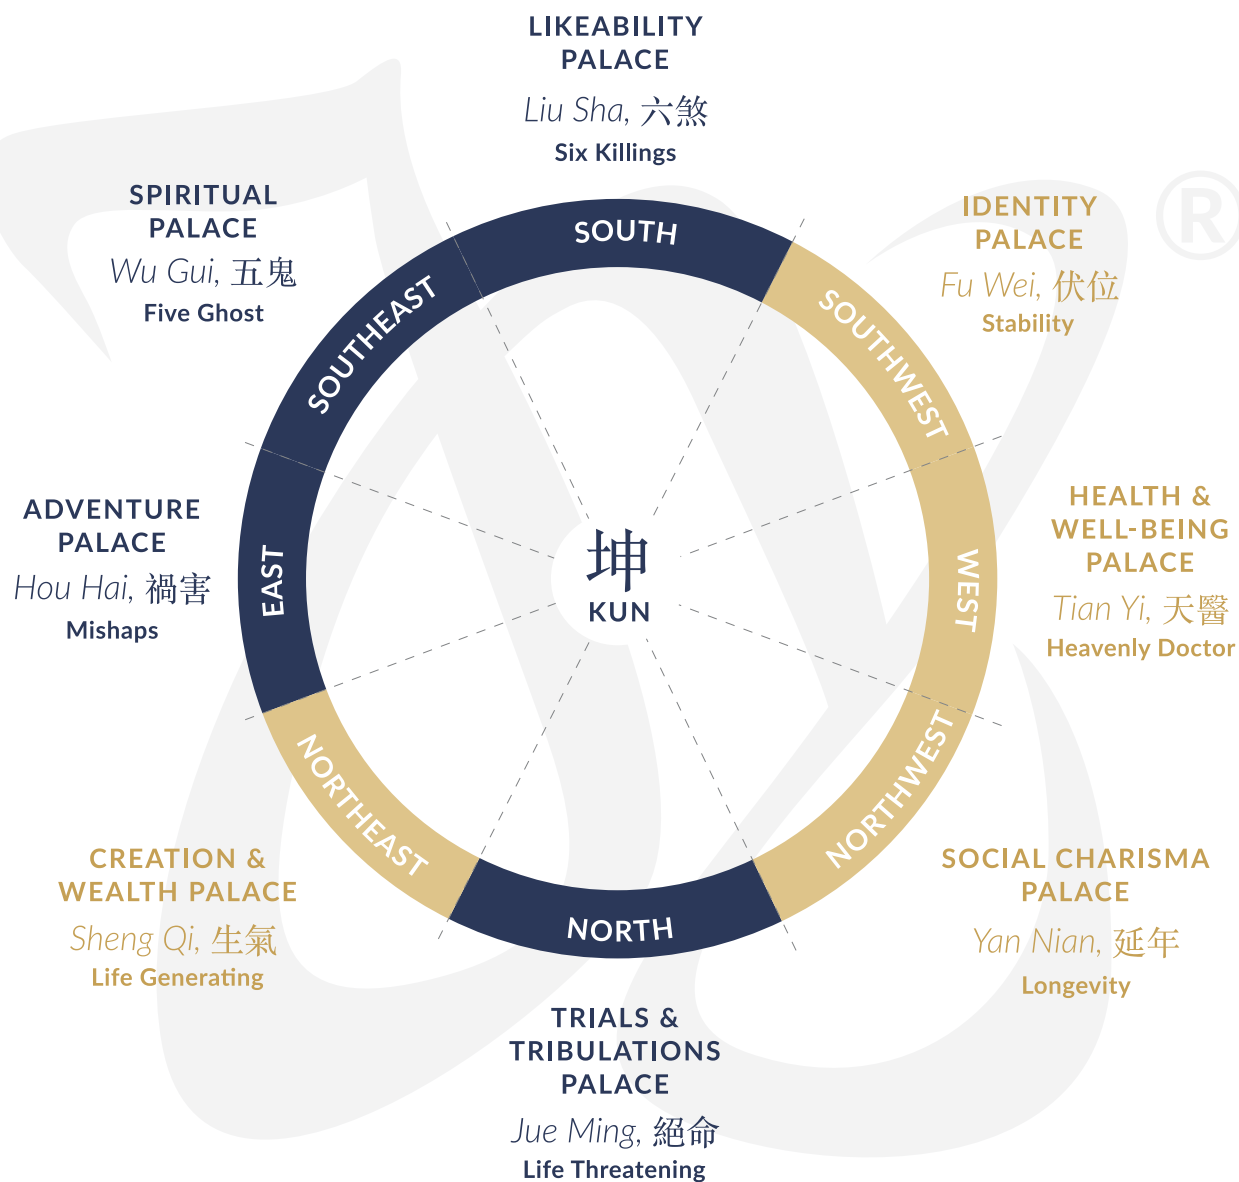 LIKEABILITY
PALACE
Liu Sha, 六煞
Six Killings
SPIRITUAL
PALACE
Wu Gui, 五鬼
Five Ghost
IDENTITY
PALACE
Fu Wei, 伏位
Stability
®
SOUTH
SOUTHEAST
SOUTHWEST
ADVENTURE
PALACE
Hou Hai, 禍害
Mishaps
EAST
坤
KUN
WEST
HEALTH &
WELL-BEING
PALACE
Tian Yi, 天醫
Heavenly Doctor
NORTHEAST
NORTHWEST
NORTH
CREATION &
WEALTH PALACE
Sheng Qi, 生氣
Life Generating
SOCIAL CHARISMA
PALACE
Yan Nian, 延年
Longevity
TRIALS &
TRIBULATIONS
PALACE
Jue Ming, 絕命
Life Threatening